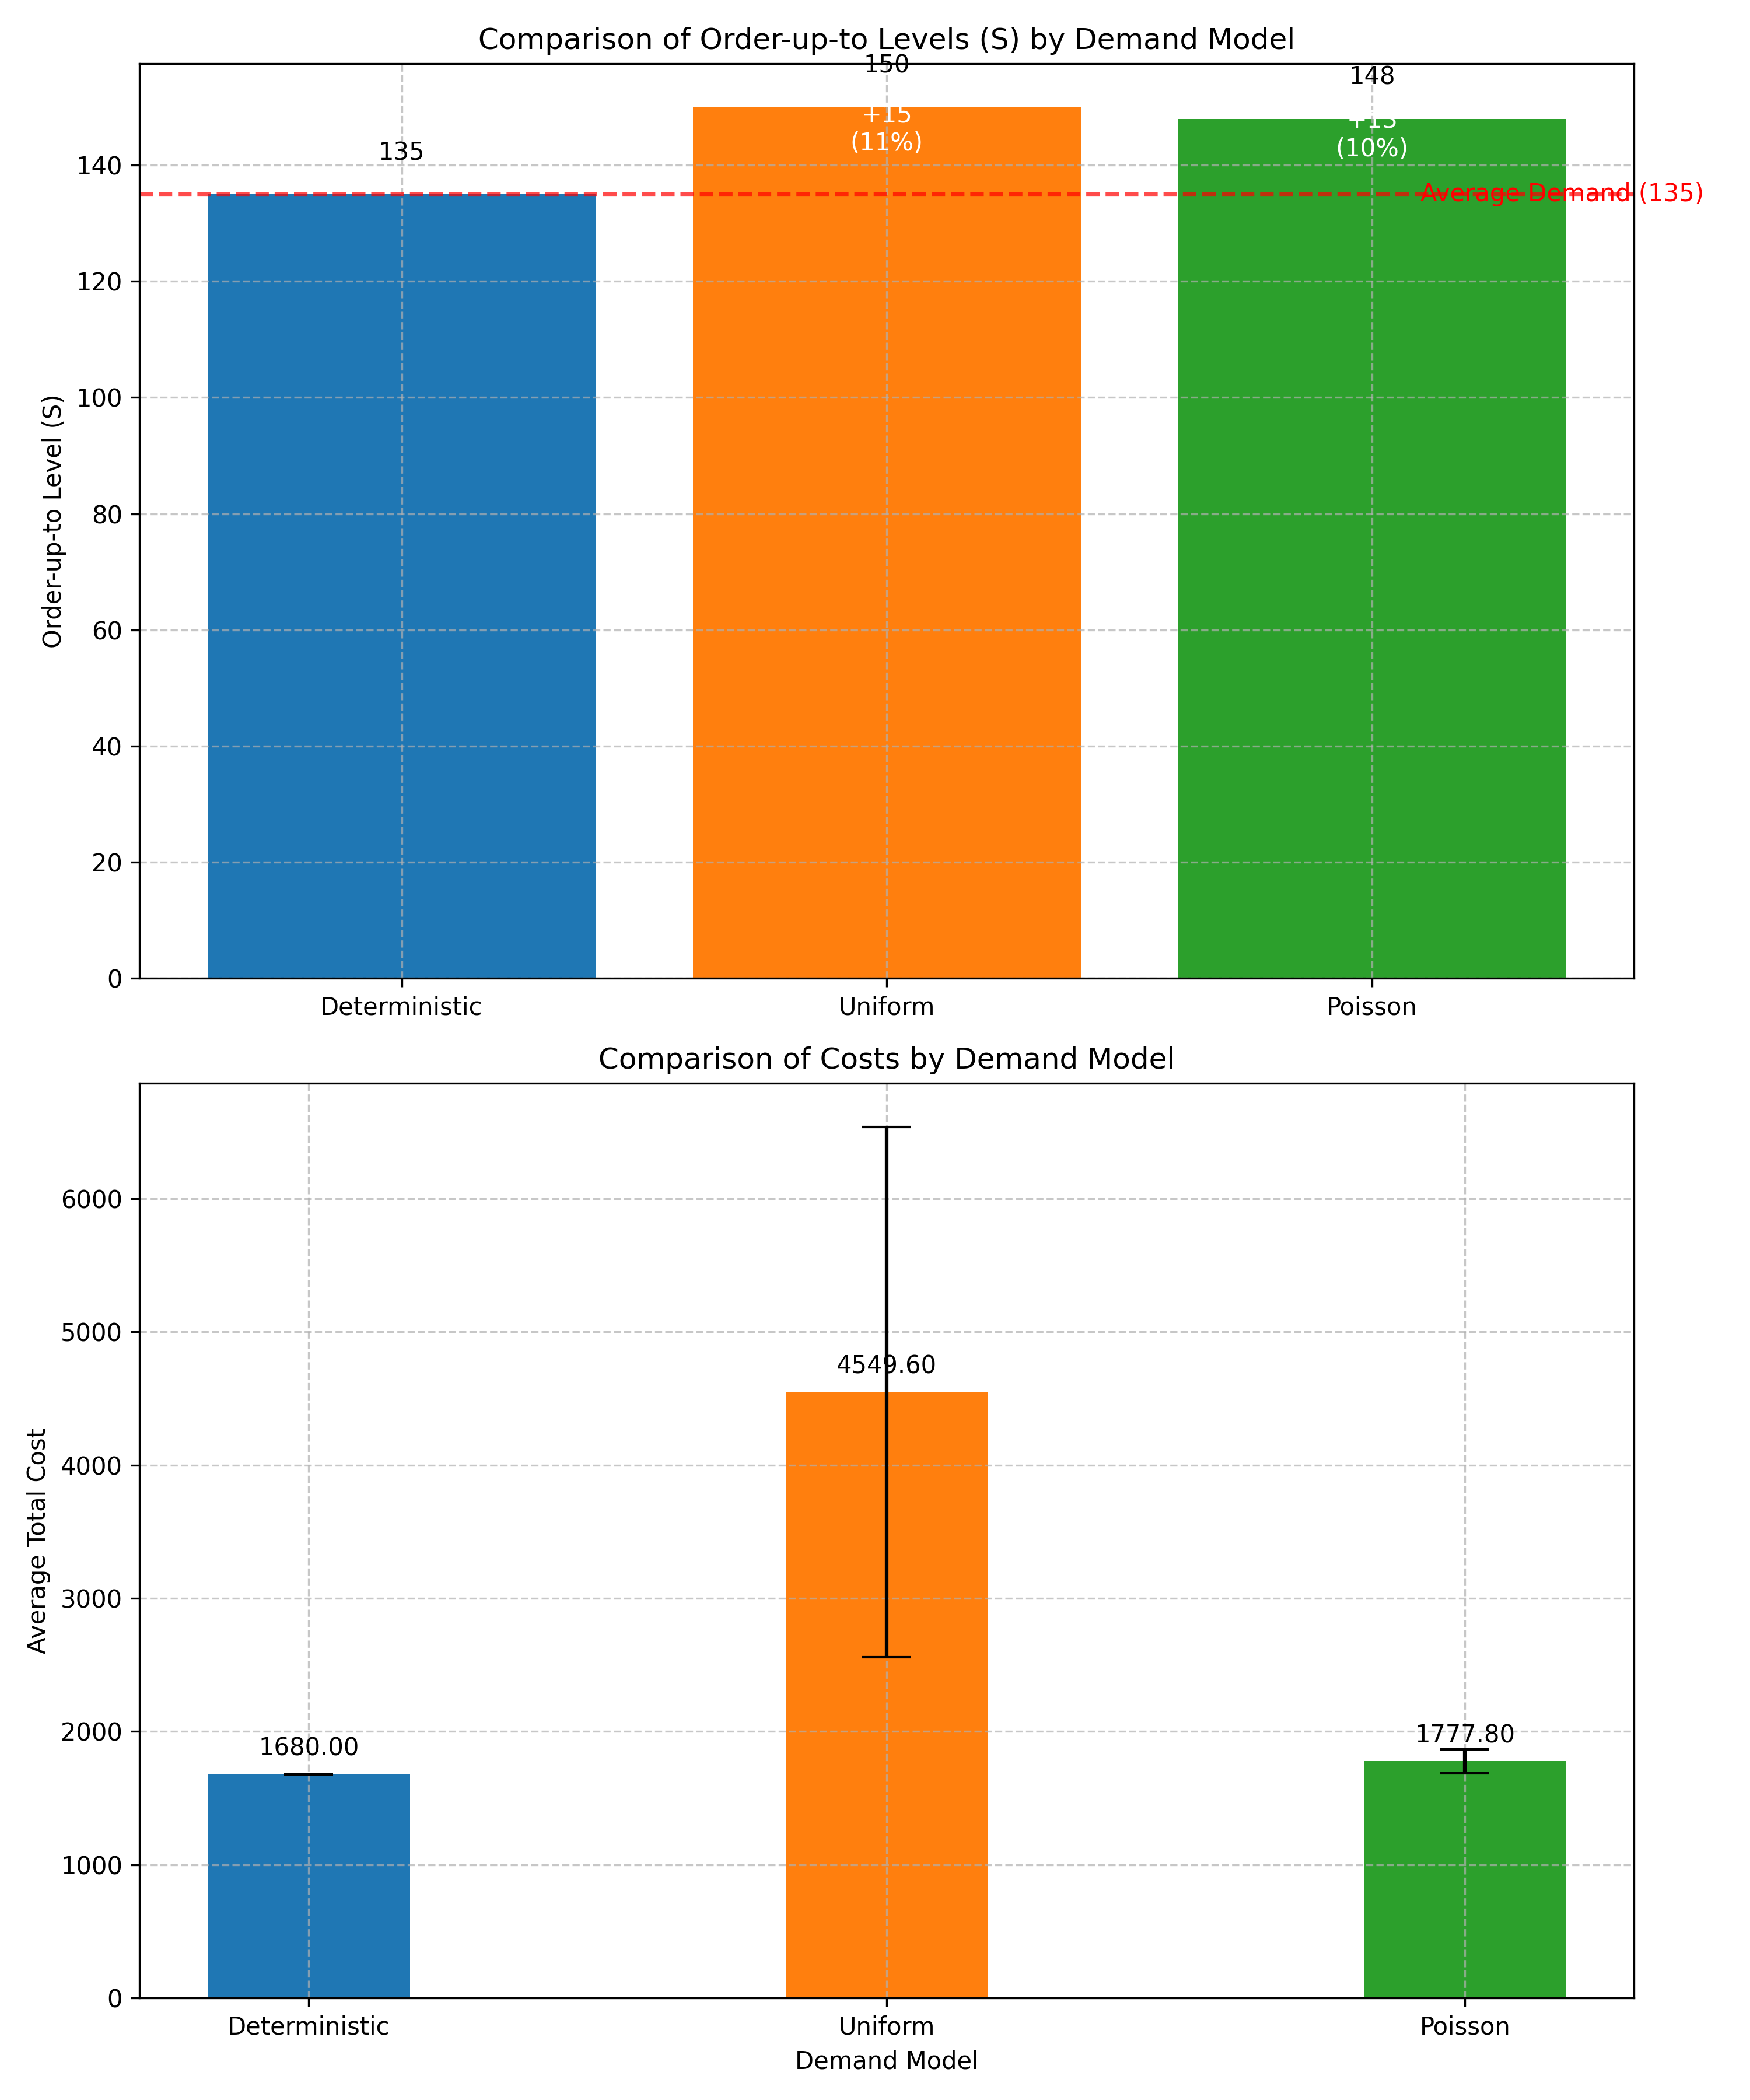 Comparison of Order-up-to Levels (S) by Demand Model
Order-up-to Level (S)
140
120
100
80
60
40
20
0
135
150
+15
(11%)
148
+13
(10%)
Average Demand (135)
Deterministic
Uniform
Poisson
Comparison of Costs by Demand Model
Average Total Cost
6000
5000
4000
3000
2000
1000
0
1680.00
4549.60
1777.80
Deterministic
Uniform
Poisson
Demand Model